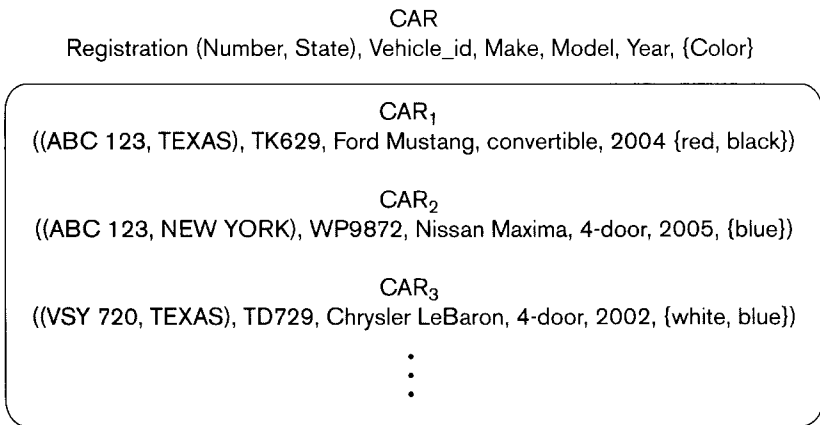 CAR
Registration (Number, State), Vehicle_id, Make, Model, Year, {Color}
CAR₁
((ABC 123, TEXAS), TK629, Ford Mustang, convertible, 2004 {red, black})
CAR₂
((ABC 123, NEW YORK), WP9872, Nissan Maxima, 4-door, 2005, {blue})
CAR₃
((VSY 720, TEXAS), TD729, Chrysler LeBaron, 4-door, 2002, {white, blue})